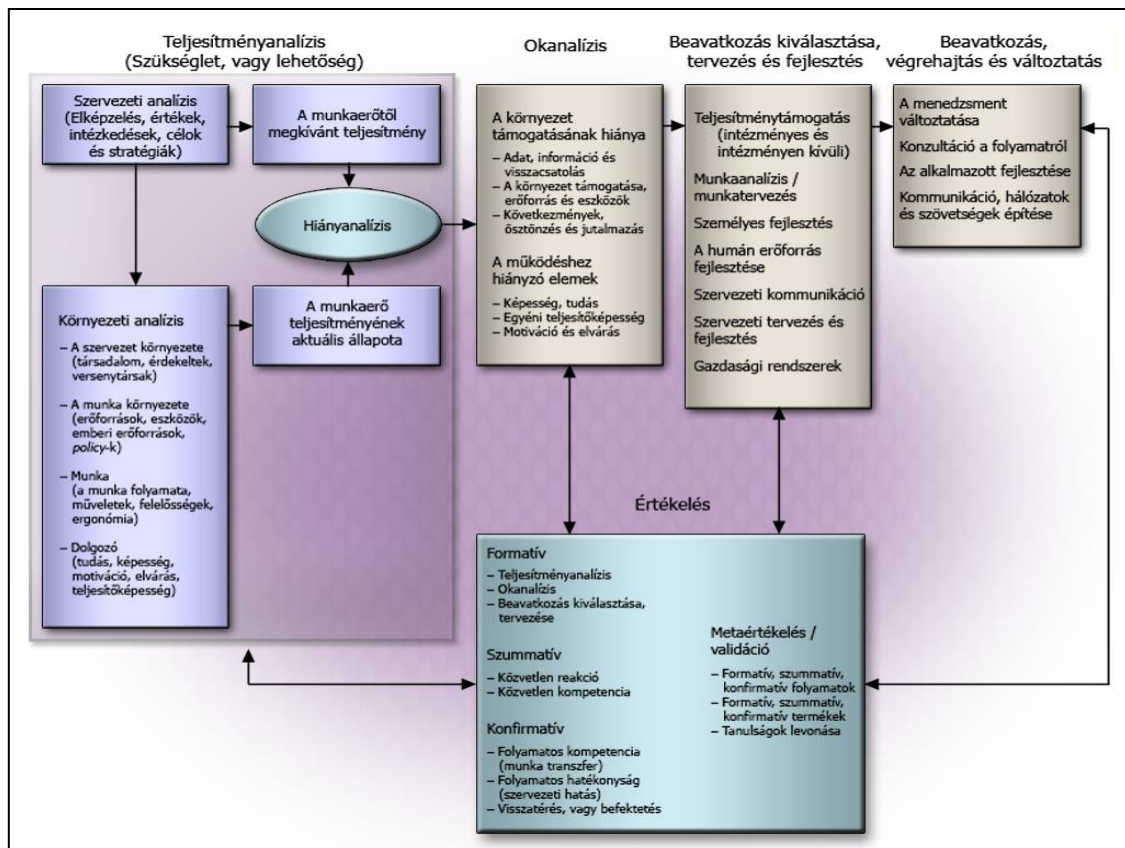 Teljesítményanalízis
(Szükséglet, vagy lehetőség)
Szervezeti analízis
(Elképzelés, értékek,
intézkedések, célok
és stratégiák)
A munkaerőtől
megkívánt teljesítmény
Hiányanalízis
Környezeti analízis
– A szervezet környezete
(társadalom, érdekeltek,
versenytársak)
– A munka környezete
(erőforrások, eszközök,
emberi erőforrások,
policy-k)
– Munka
(a munka folyamata,
műveletek, felelősségek,
ergonómia)
– Dolgozó
(tudás, képesség,
motiváció, elvárás,
teljesítőképesség)
A munkaerő
teljesítményének
aktuális állapota
Okanalízis
A környezet
támogatásának hiánya
– Adat, információ és
visszacsatolás
– A környezet támogatása,
erőforrás és eszközök
– Következmények,
ösztönzés és jutalmazás
A működéshez
hiányzó elemek
– Képesség, tudás
– Egyéni teljesítőképesség
– Motiváció és elvárás
Beavatkozás kiválasztása,
tervezés és fejlesztés
Teljesítménytámogatás
(intézményes és
intézményen kívüli)
Munkaanalízis /
munkatervezés
Személyes fejlesztés
A humán erőforrás
fejlesztése
Szervezeti kommunikáció
Szervezeti tervezés és
fejlesztés
Gazdasági rendszerek
Beavatkozás,
végrehajtás és változtatás
A menedzsment
változtatása
Konzultáció a folyamatról
Az alkalmazott fejlesztése
Kommunikáció, hálózatok
és szövetségek építése
Értékelés
Formatív
– Teljesítményanalízis
– Okanalízis
– Beavatkozás kiválasztása,
tervezése
Szummatív
– Közvetlen reakció
– Közvetlen kompetencia
Konfirmatív
– Folyamatos kompetencia
(munka transzfer)
– Folyamatos hatékonyság
(szervezeti hatás)
– Visszatérés, vagy befektetés
Metaértékelés /
validáció
– Formatív, szummatív,
konfirmatív folyamatok
– Formatív, szummatív,
konfirmatív termékek
– Tanulságok levonása